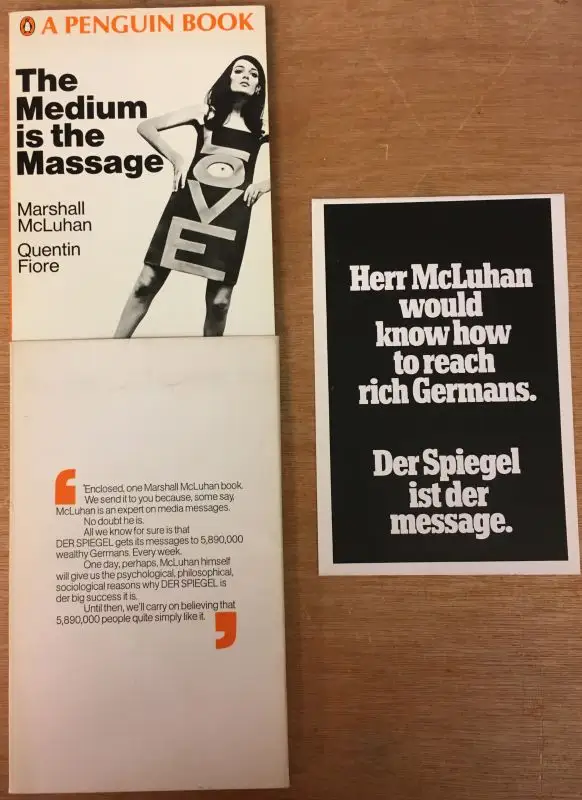 A PENGUIN BOOK
The
Medium
is the
Massage
Marshall
McLuhan
Quentin
Fiore
LOVE
Herr McLuhan
would
know how
to reach
rich Germans.
Der Spiegel
ist der
message.
‘
'Enclosed, one Marshall McLuhan book.
We send it to you because, some say,
McLuhan is an expert on media messages.
No doubt he is.
All we know for sure is that
DER SPIEGEL gets its messages to 5,890,000
wealthy Germans. Every week.
One day, perhaps, McLuhan himself
will give us the psychological, philosophical,
sociological reasons why DER SPIEGEL is
der big success it is.
Until then, we'll carry on believing that
5,890,000 people quite simply like it.
’